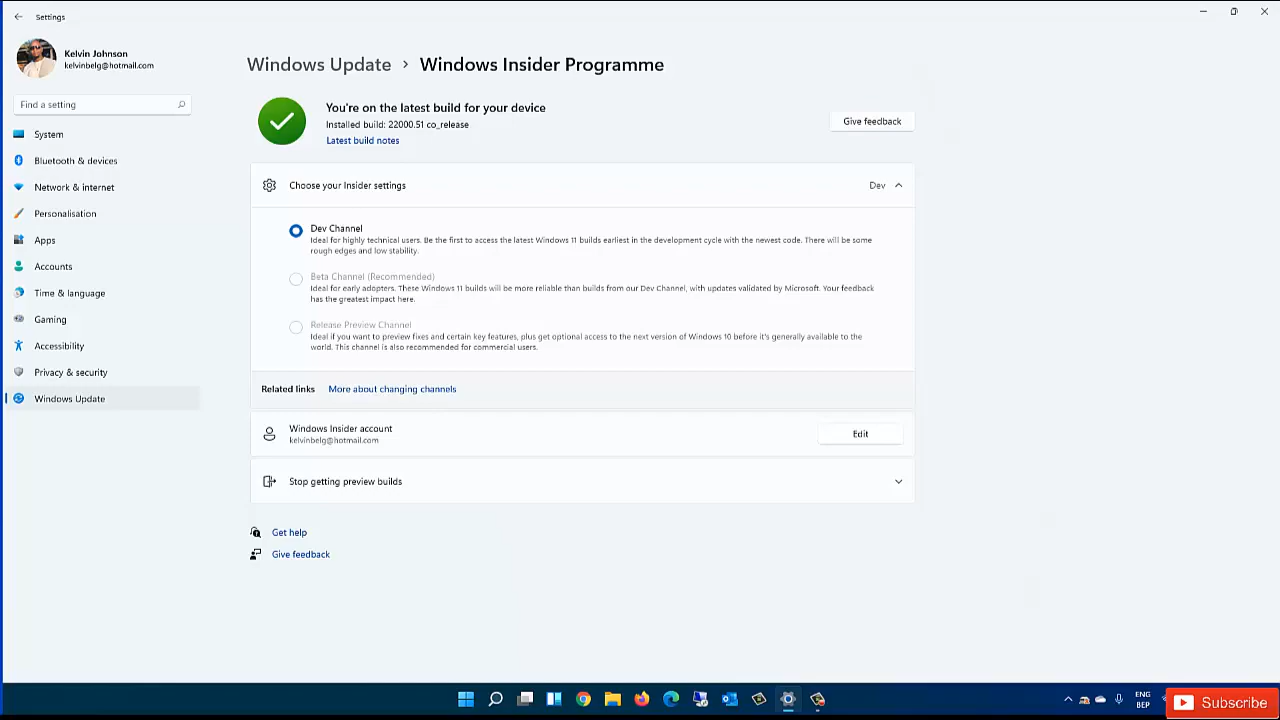 Settings
Kelvin Johnson
kelvinbelg@hotmail.com
Find a setting
System
Bluetooth & devices
Network & internet
Personalisation
Apps
Accounts
Time & language
Gaming
Accessibility
Privacy & security
Windows Update
Windows Update › Windows Insider Programme
You're on the latest build for your device
Installed build: 22000.51 co_release
Latest build notes
Give feedback
Choose your Insider settings
Dev
Dev Channel
Ideal for highly technical users. Be the first to access the latest Windows 11 builds earliest in the development cycle with the newest code. There will be some
rough edges and low stability.
Beta Channel (Recommended)
Ideal for early adopters. These Windows 11 builds will be more reliable than builds from our Dev Channel, with updates validated by Microsoft. Your feedback
has the greatest impact here.
Release Preview Channel
Ideal if you want to preview fixes and certain key features, plus get optional access to the next version of Windows 10 before it's generally available to the
world. This channel is also recommended for commercial users.
Related links More about changing channels
Windows Insider account
kelvinbelg@hotmail.com
Edit
Stop getting preview builds
Get help
Give feedback
ENG
BEP
Subscribe